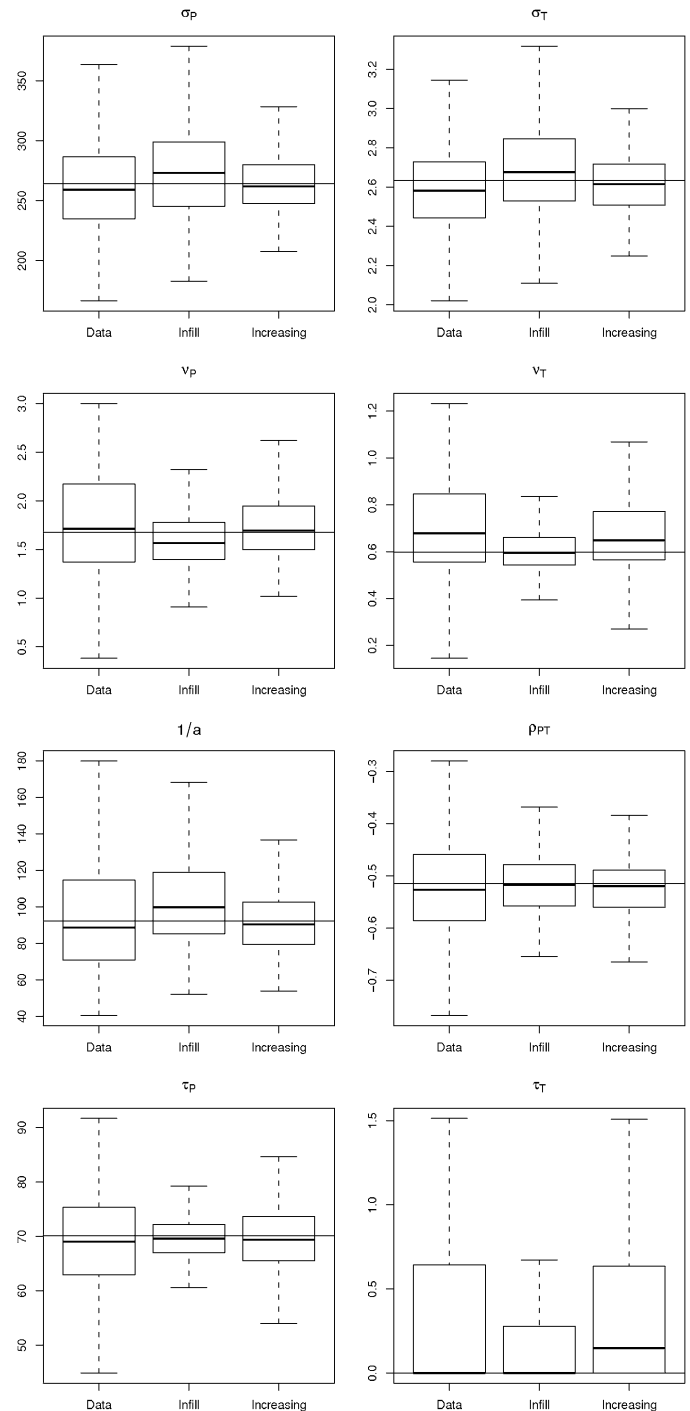 σP
350
300
250
200
Data Infill Increasing
σT
3.2
3.0
2.8
2.6
2.4
2.2
2.0
Data Infill Increasing
νP
3.0
2.5
2.0
1.5
1.0
0.5
Data Infill Increasing
νT
1.2
1.0
0.8
0.6
0.4
0.2
Data Infill Increasing
1/a
180
160
140
120
100
80
60
40
Data Infill Increasing
ρPT
−0.3
−0.4
−0.5
−0.6
−0.7
Data Infill Increasing
τP
90
80
70
60
50
Data Infill Increasing
τT
1.5
1.0
0.5
0.0
Data Infill Increasing